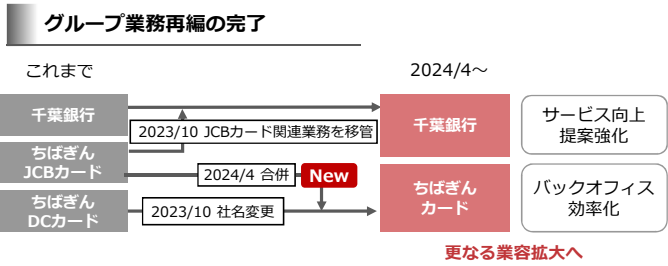 グループ業務再編の完了
これまで
2024/4～
千葉銀行
2023/10 JCBカード関連業務を移管
千葉銀行
サービス向上
提案強化
ちばぎん
JCBカード
2024/4 合併
New
ちばぎん
DCカード
2023/10 社名変更
ちばぎん
カード
バックオフィス
効率化
更なる業容拡大へ